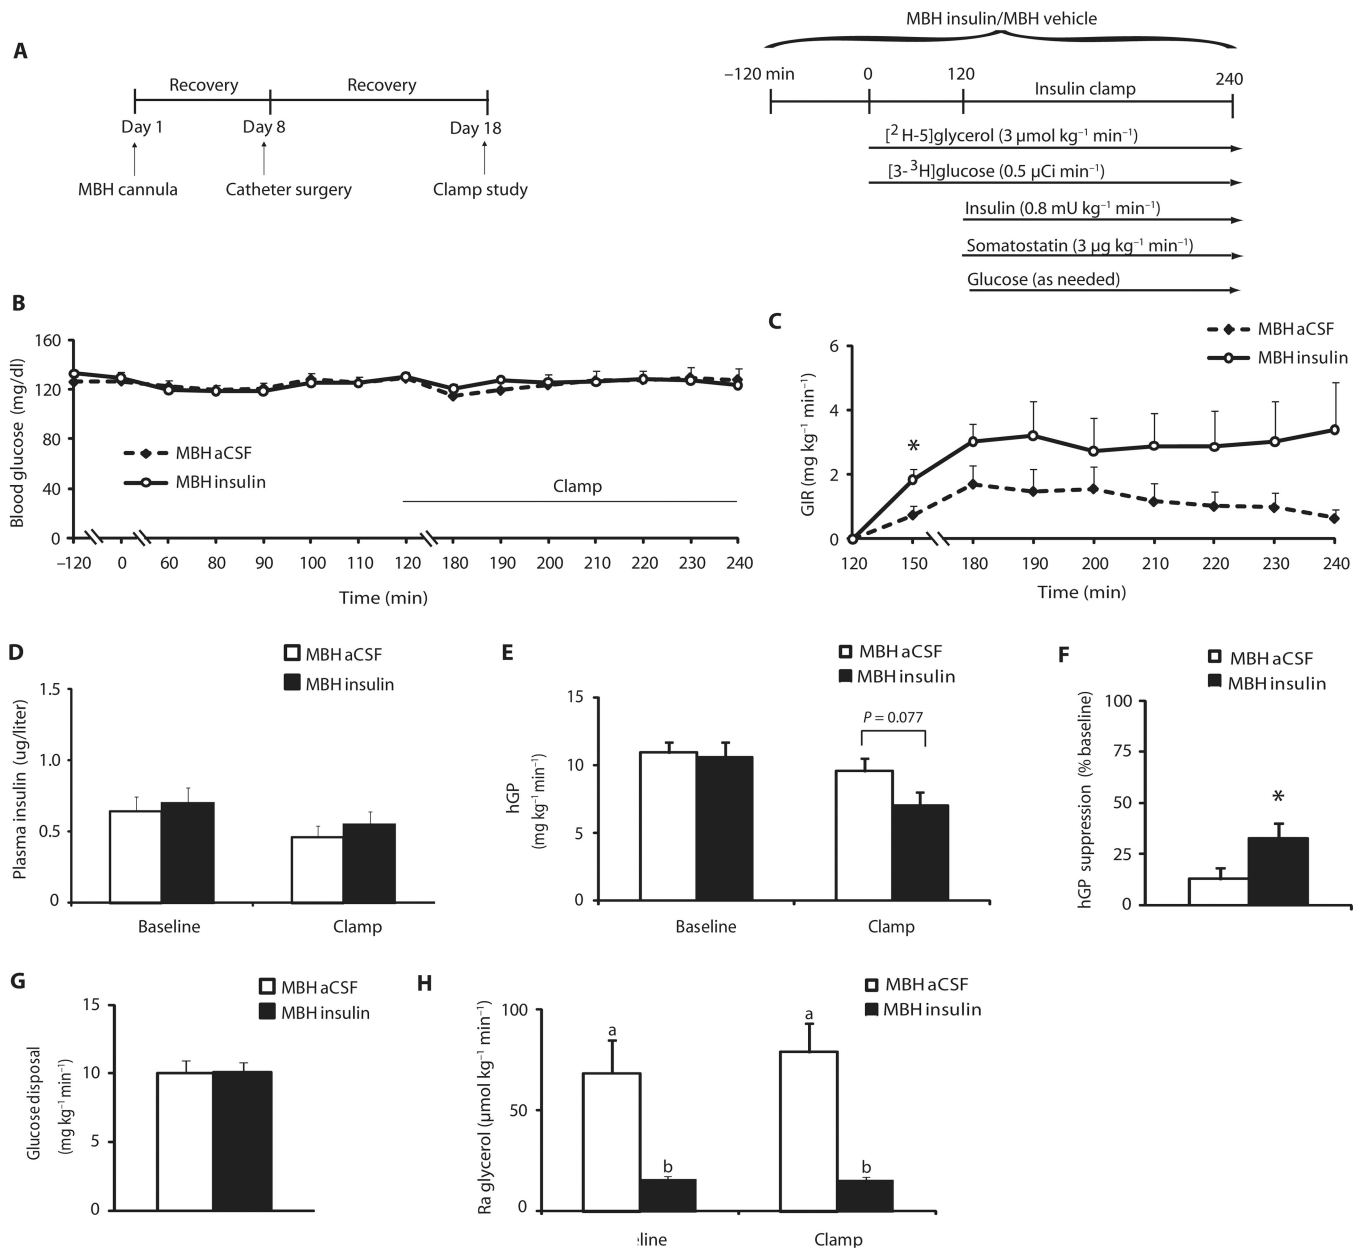 A
Recovery
Recovery
Day 1
Day 8
Day 18
MBH cannula
Catheter surgery
Clamp study
MBH insulin/MBH vehicle
–120 min
0
120
240
Insulin clamp
[2 H-5]glycerol (3 µmol kg–1 min–1)
[3-3H]glucose (0.5 µCi min–1)
Insulin (0.8 mU kg–1 min–1)
Somatostatin (3 µg kg–1 min–1)
Glucose (as needed)
B
Blood glucose (mg/dl)
160
120
80
40
0
MBH aCSF
MBH insulin
Clamp
–120 0 60 80 90 100 110 120 180 190 200 210 220 230 240
Time (min)
C
MBH aCSF
MBH insulin
GIR (mg kg–1 min–1)
6
4
2
0
*
120 150 180 190 200 210 220 230 240
Time (min)
D
MBH aCSF
MBH insulin
Plasma insulin (ug/liter)
1.5
1.0
0.5
0
Baseline Clamp
E
MBH aCSF
MBH insulin
hGP
(mg kg–1 min–1)
15
10
5
0
P = 0.077
Baseline Clamp
F
MBH aCSF
MBH insulin
hGP suppression (% baseline)
100
75
50
25
0
*
G
MBH aCSF
MBH insulin
Glucose disposal
(mg kg–1 min–1)
15
10
5
0
H
MBH aCSF
MBH insulin
Ra glycerol (µmol kg–1 min–1)
100
50
0
a
b
a
b
line Clamp